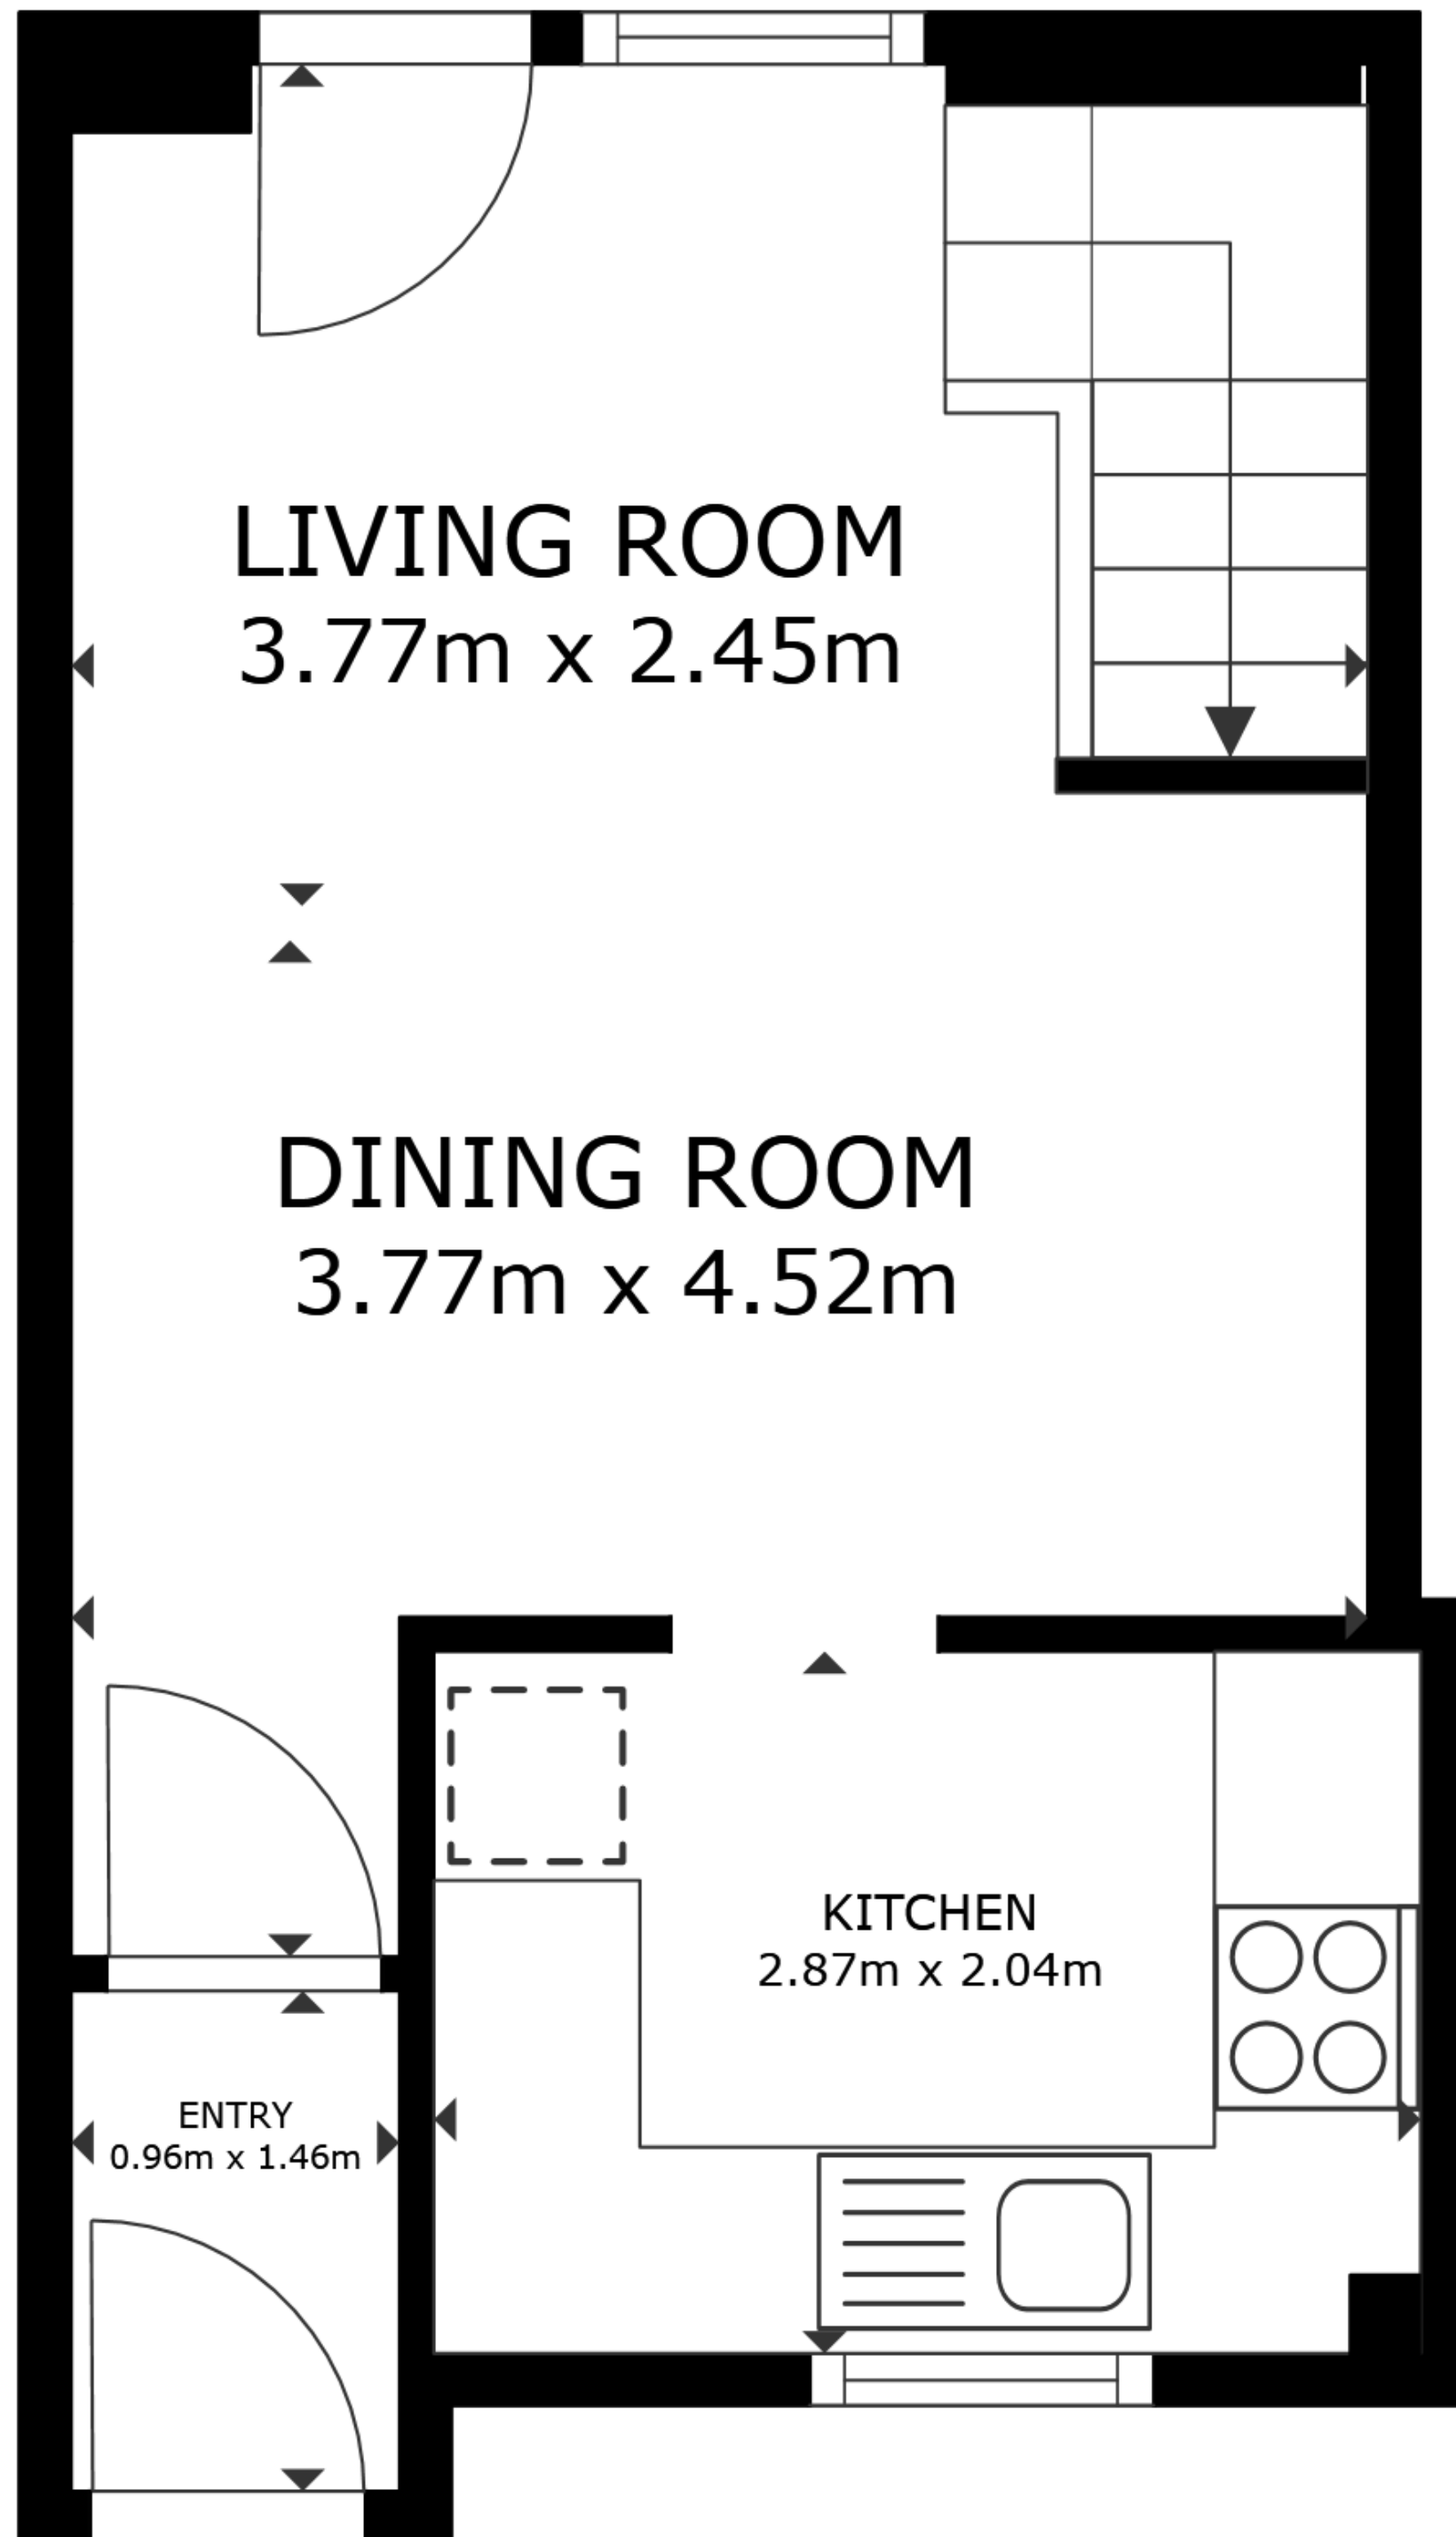 LIVING ROOM
3.77m x 2.45m
DINING ROOM
3.77m x 4.52m
KITCHEN
2.87m x 2.04m
ENTRY
0.96m x 1.46m